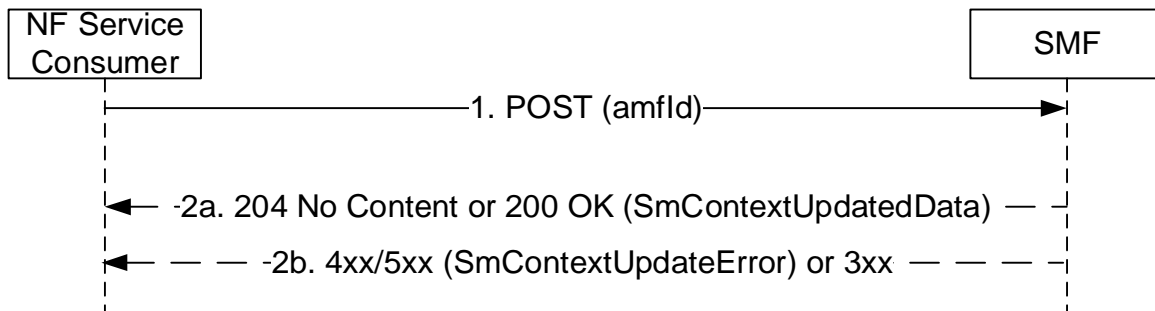 NF Service
Consumer
SMF
1. POST (amfId)
2a. 204 No Content or 200 OK (SmContextUpdatedData)
2b. 4xx/5xx (SmContextUpdateError) or 3xx